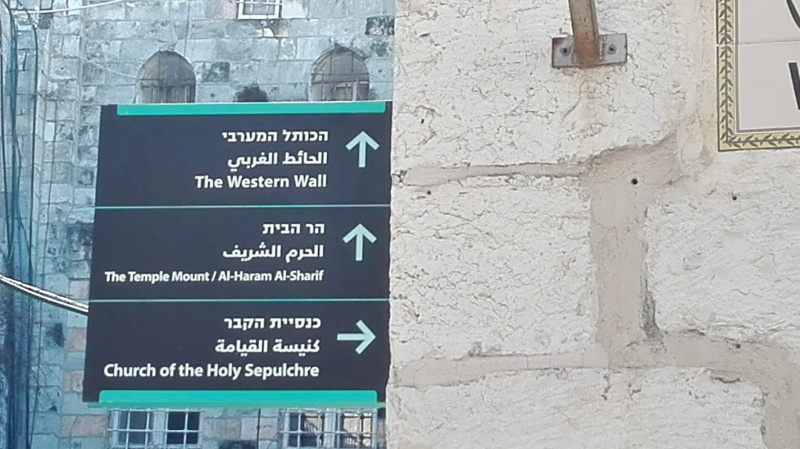 הכותל המערבי
الحائط الغربي
The Western Wall
הר הבית
الحرم الشريف
The Temple Mount / Al-Haram Al-Sharif
כנסיית הקבר
كنيسة القيامة
Church of the Holy Sepulchre